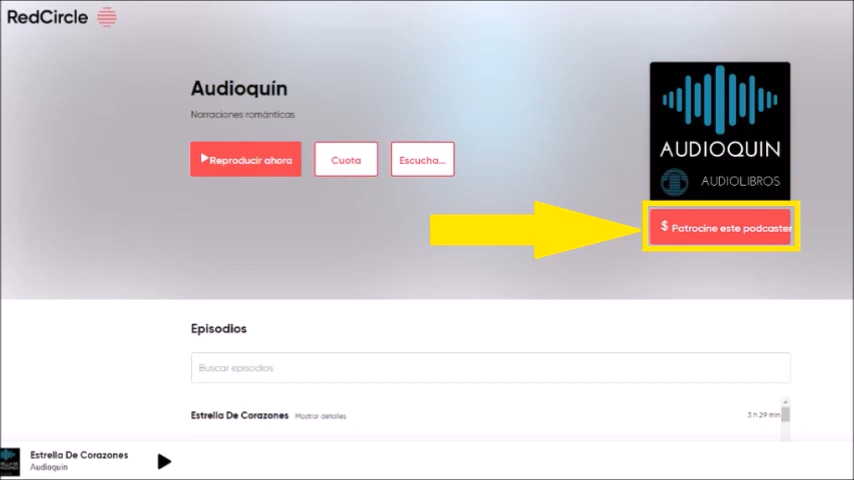 RedCircle
Audioquín
Narraciones románticas
Reproducir ahora
Cuota
Escucha...
AUDIOQUIN
AUDIOLIBROS
$ Patrocine este podcaster
Episodios
Buscar episodios
Estrella De Corazones Mostrar detalles
3 h 29 min
Estrella De Corazones
Audioquín